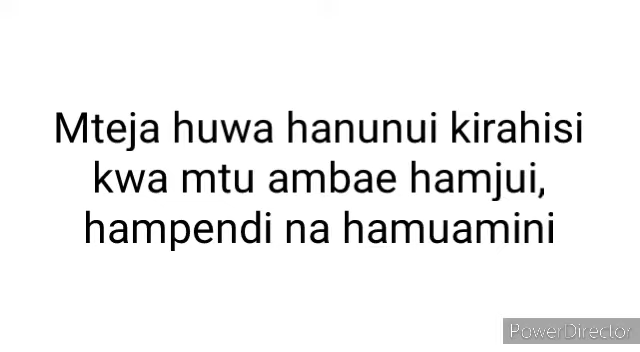 Mteja huwa hanunui kirahisi
kwa mtu ambae hamjui,
hampendi na hamuamini
PowerDirector